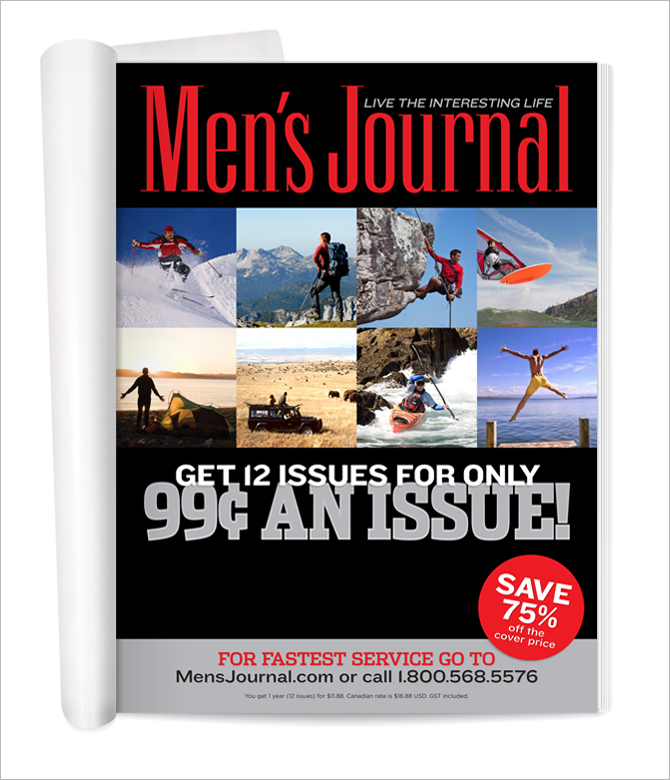 LIVE THE INTERESTING LIFE
Men's Journal
GET 12 ISSUES FOR ONLY
99¢ AN ISSUE!
SAVE
75%
off the
cover price
FOR FASTEST SERVICE GO TO
MensJournal.com or call 1.800.568.5576
You get 1 year (12 issues) for $11.88. Canadian rate is $16.88 USD. GST included.